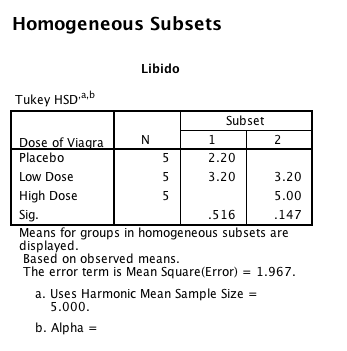 Homogeneous Subsets
Libido
Tukey HSD,a,b
Subset
Dose of Viagra N 1 2
Placebo 5 2.20
Low Dose 5 3.20 3.20
High Dose 5 5.00
Sig. .516 .147
Means for groups in homogeneous subsets are
displayed.
Based on observed means.
The error term is Mean Square(Error) = 1.967.
a. Uses Harmonic Mean Sample Size =
5.000.
b. Alpha =